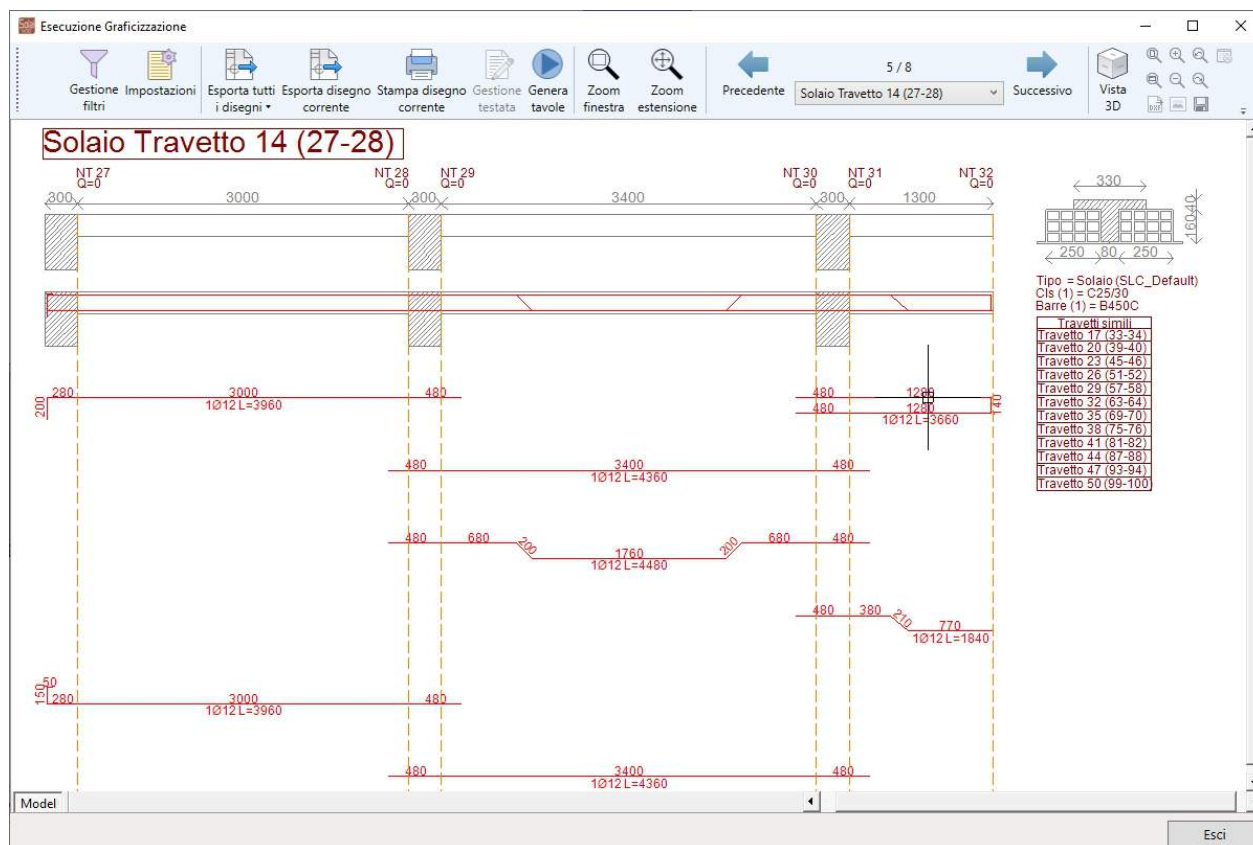 Esecuzione Graficizzazione
Gestione filtri
Impostazioni
Esporta tutti i disegni
Esporta disegno corrente
Stampa disegno corrente
Gestione testata
Genera tavole
Zoom finestra
Zoom estensione
Precedente
5 / 8
Solaio Travetto 14 (27-28)
Successivo
Vista 3D
DXF
Solaio Travetto 14 (27-28)
NT 27 NT 28 NT 29 NT 30 NT 31 NT 32
Q=0 Q=0 Q=0 Q=0 Q=0 Q=0
300 3000 300 3400 300 1300
330
40
160
250 80 250
Tipo = Solaio (SLC_Default)
Cls (1) = C25/30
Barre (1) = B450C
Travetti simili
Travetto 17 (33-34)
Travetto 20 (39-40)
Travetto 23 (45-46)
Travetto 26 (51-52)
Travetto 29 (57-58)
Travetto 32 (63-64)
Travetto 35 (69-70)
Travetto 38 (75-76)
Travetto 41 (81-82)
Travetto 44 (87-88)
Travetto 47 (93-94)
Travetto 50 (99-100)
200 280 3000 480
1Ø12 L=3960
480 1280
480 1280 140
1Ø12 L=3660
480 3400 480
1Ø12 L=4360
480 680 200 1760 200 680 480
1Ø12 L=4480
480 380 210 770
1Ø12 L=1840
50
150 280 3000 480
1Ø12 L=3960
480 3400 480
1Ø12 L=4360
Model
Esci